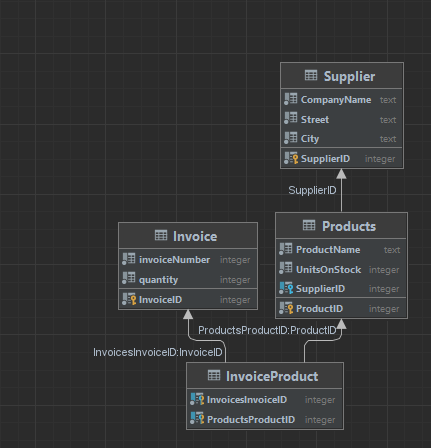 Supplier
CompanyName text
Street text
City text
SupplierID integer
SupplierID
Products
ProductName text
UnitsOnStock integer
SupplierID integer
ProductID integer
Invoice
invoiceNumber integer
quantity integer
InvoiceID integer
ProductsProductID:ProductID
InvoicesInvoiceID:InvoiceID
InvoiceProduct
InvoicesInvoiceID integer
ProductsProductID integer